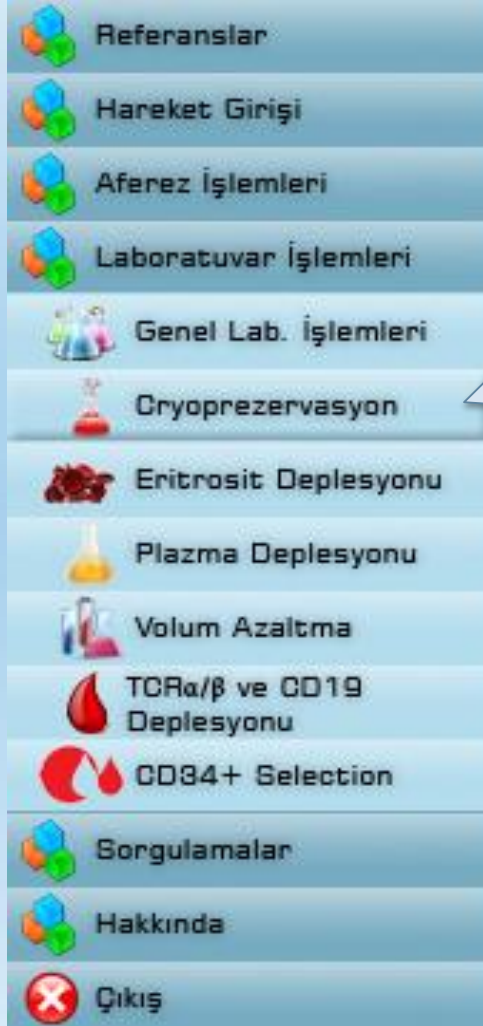 Referanslar
Hareket Girişi
Aferez İşlemleri
Laboratuvar İşlemleri
Genel Lab. İşlemleri
Cryoprezervasyon
Eritrosit Deplesyonu
Plazma Deplesyonu
Volum Azaltma
TCRα/β ve CD19
Deplesyonu
CD34+ Selection
Sorgulamalar
Hakkında
Çıkış